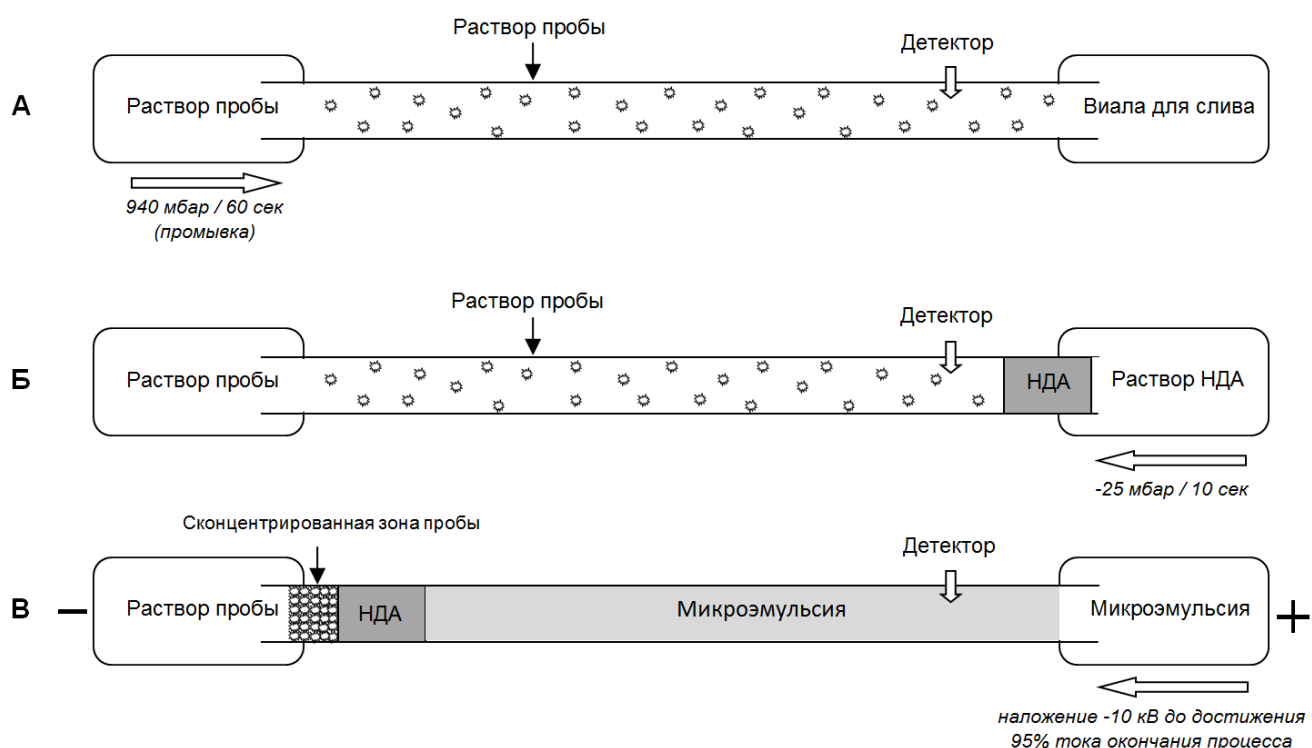 Раствор пробы
Детектор
А
Раствор пробы
Виала для слива
940 мбар / 60 сек
(промывка)
Раствор пробы
Детектор
Б
Раствор пробы
НДА
Раствор НДА
-25 мбар / 10 сек
Сконцентрированная зона пробы
Детектор
В
−
Раствор пробы
НДА
Микроэмульсия
Микроэмульсия
+
наложение -10 кВ до достижения
95% тока окончания процесса